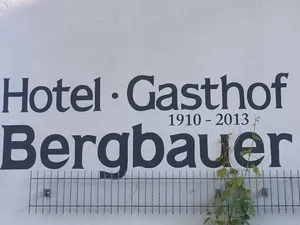 Hotel · Gasthof
1910 - 2013
Bergbauer